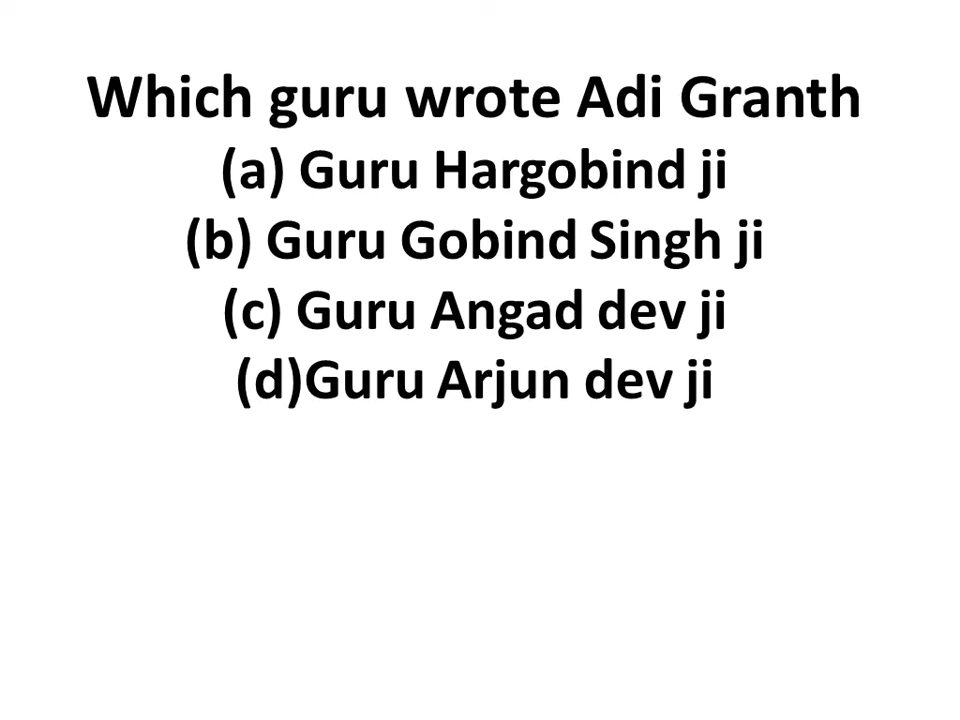 Which guru wrote Adi Granth
(a) Guru Hargobind ji
(b) Guru Gobind Singh ji
(c) Guru Angad dev ji
(d)Guru Arjun dev ji